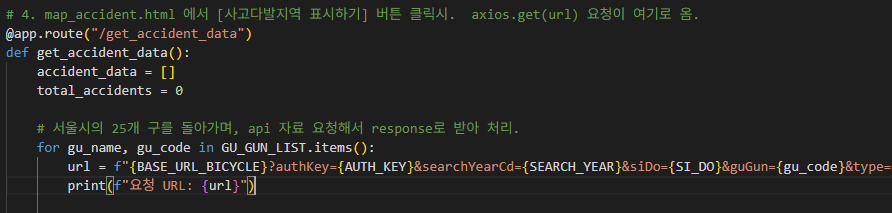 # 4. map_accident.html 에서 [사고다발지역 표시하기] 버튼 클릭시.  axios.get(url) 요청이 여기로 옴.
@app.route("/get_accident_data")
def get_accident_data():
    accident_data = []
    total_accidents = 0
    # 서울시의 25개 구를 돌아가며, api 자료 요청해서 response로 받아 처리.
    for gu_name, gu_code in GU_GUN_LIST.items():
        url = f"{BASE_URL_BICYCLE}?authKey={AUTH_KEY}&searchYearCd={SEARCH_YEAR}&siDo={SI_DO}&guGun={gu_code}&type=
        print(f"요청 URL: {url}")